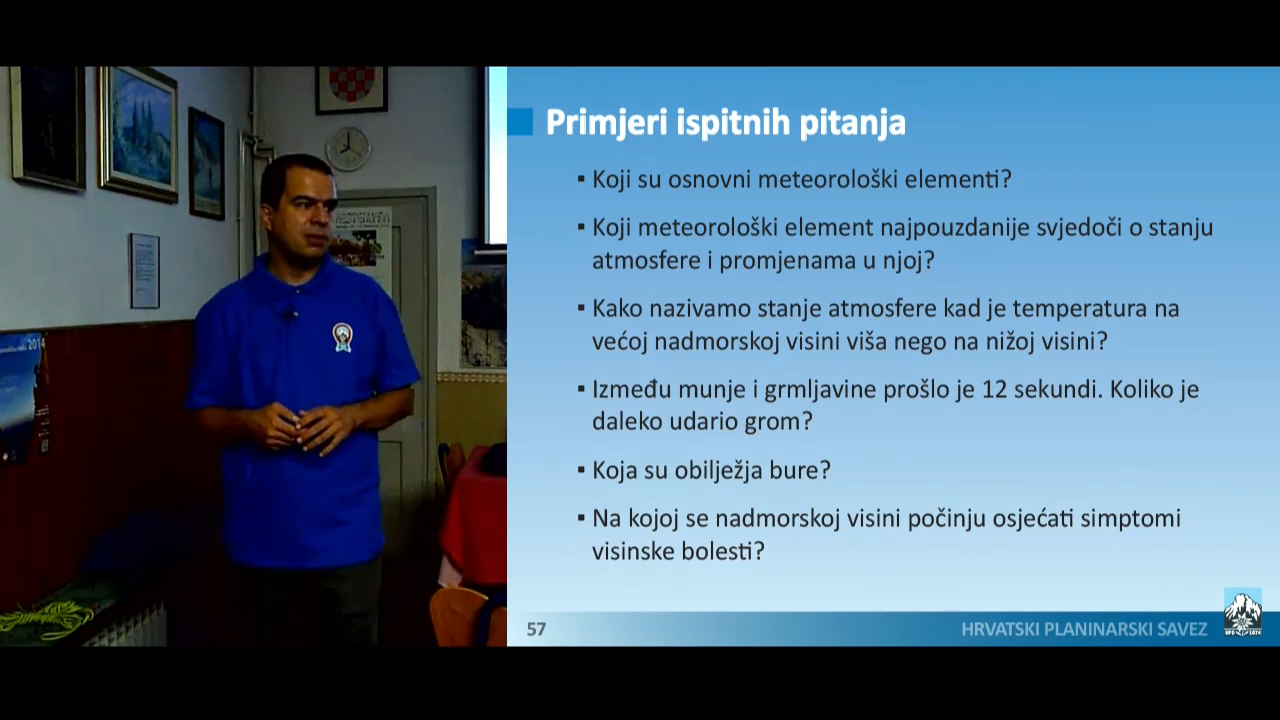 Primjeri ispitnih pitanja
▪ Koji su osnovni meteorološki elementi?
▪ Koji meteorološki element najpouzdanije svjedoči o stanju
atmosfere i promjenama u njoj?
▪ Kako nazivamo stanje atmosfere kad je temperatura na
većoj nadmorskoj visini viša nego na nižoj visini?
▪ Između munje i grmljavine prošlo je 12 sekundi. Koliko je
daleko udario grom?
▪ Koja su obilježja bure?
▪ Na kojoj se nadmorskoj visini počinju osjećati simptomi
visinske bolesti?
57
HRVATSKI PLANINARSKI SAVEZ
HPD 1874
2014